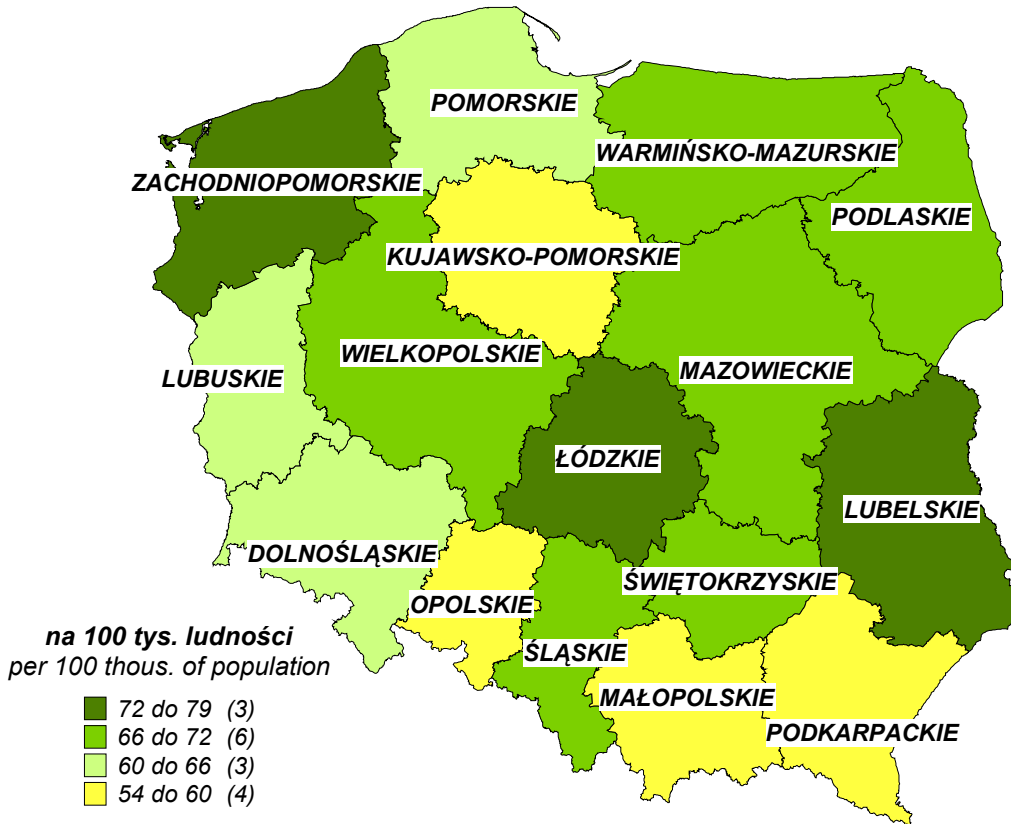 POMORSKIE
WARMIŃSKO-MAZURSKIE
ZACHODNIOPOMORSKIE
PODLASKIE
KUJAWSKO-POMORSKIE
WIELKOPOLSKIE
MAZOWIECKIE
LUBUSKIE
ŁÓDZKIE
LUBELSKIE
DOLNOŚLĄSKIE
ŚWIĘTOKRZYSKIE
OPOLSKIE
ŚLĄSKIE
MAŁOPOLSKIE
PODKARPACKIE
na 100 tys. ludności
per 100 thous. of population
72 do 79 (3)
66 do 72 (6)
60 do 66 (3)
54 do 60 (4)